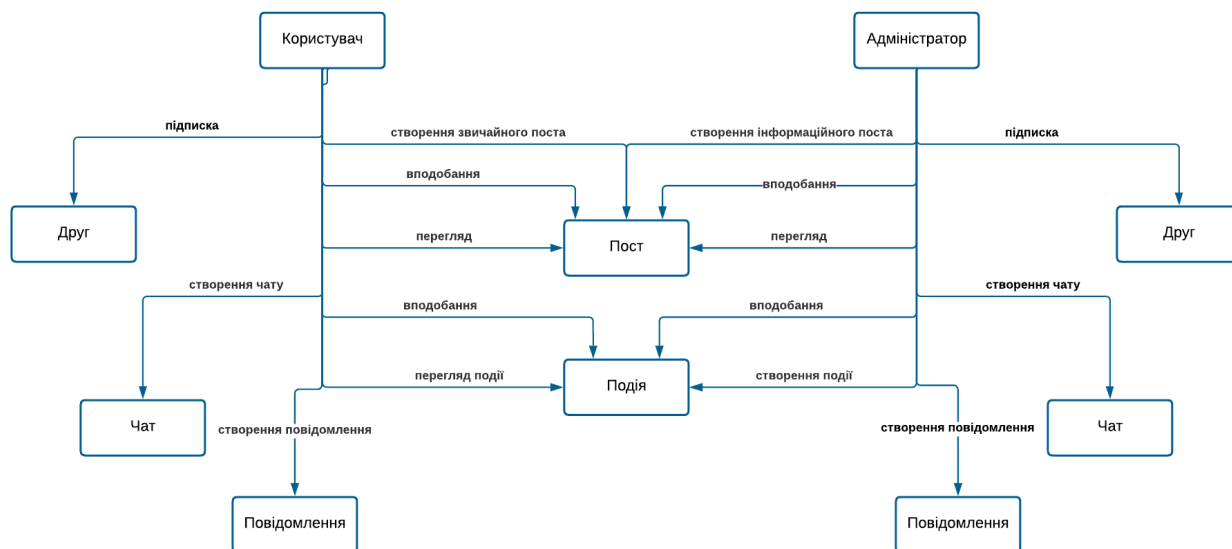 Користувач
Адміністратор
підписка
створення звичайного поста
створення інформаційного поста
підписка
вподобання
вподобання
Друг
перегляд
Пост
перегляд
Друг
створення чату
створення чату
вподобання
вподобання
перегляд події
Подія
створення події
Чат
Чат
створення повідомлення
створення повідомлення
Повідомлення
Повідомлення